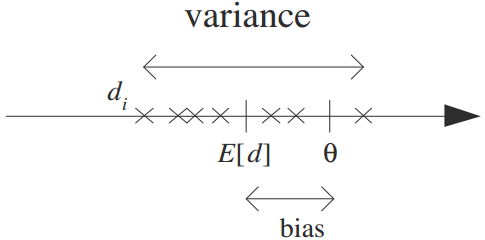 variance
d_i
E[d] θ
bias